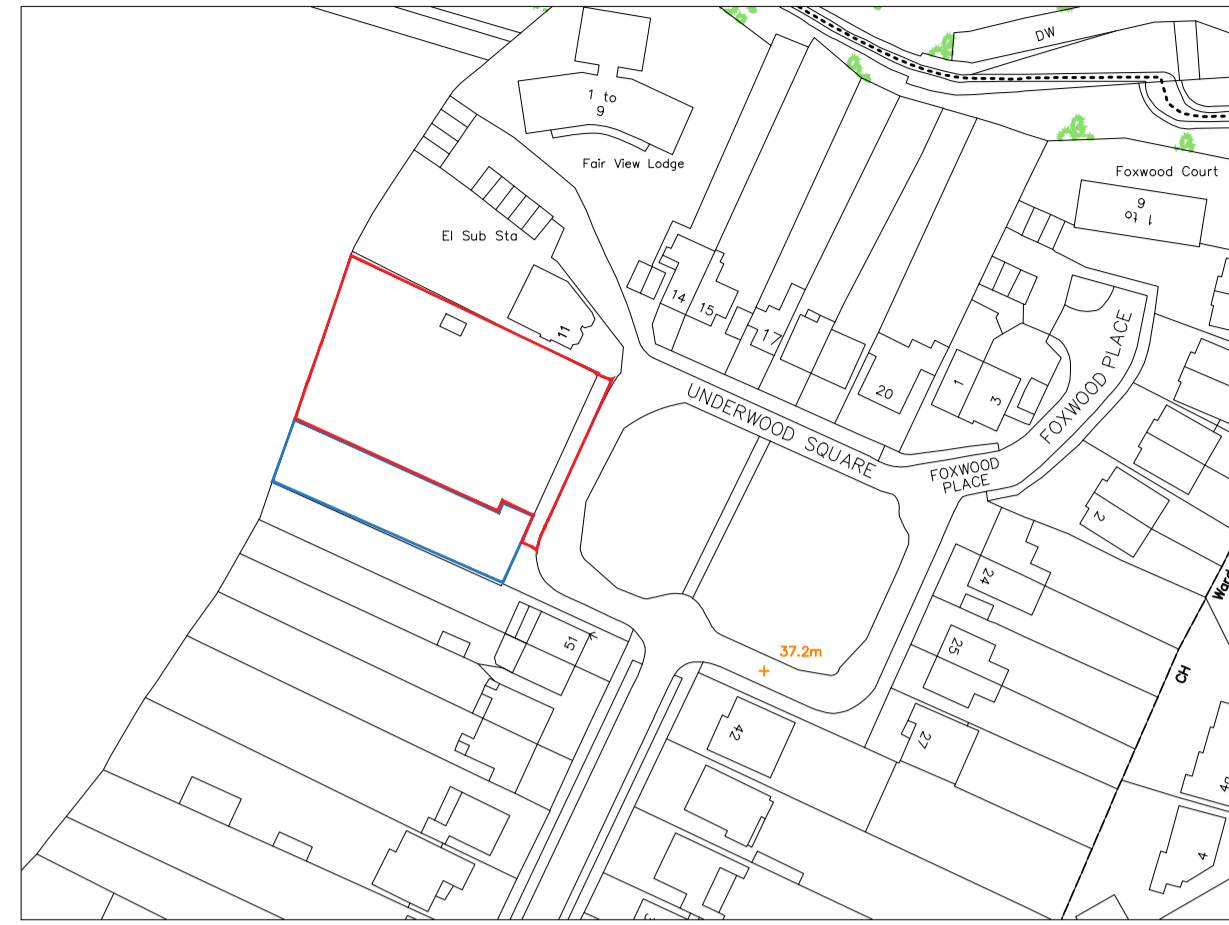 DW
1 to
9
Fair View Lodge
Foxwood Court
1 to
6
El Sub Sta
14
15
17
11
20
1
3
FOXWOOD PLACE
UNDERWOOD SQUARE
FOXWOOD
PLACE
2
24
Ward
51
25
37.2m
CH
42
27
4